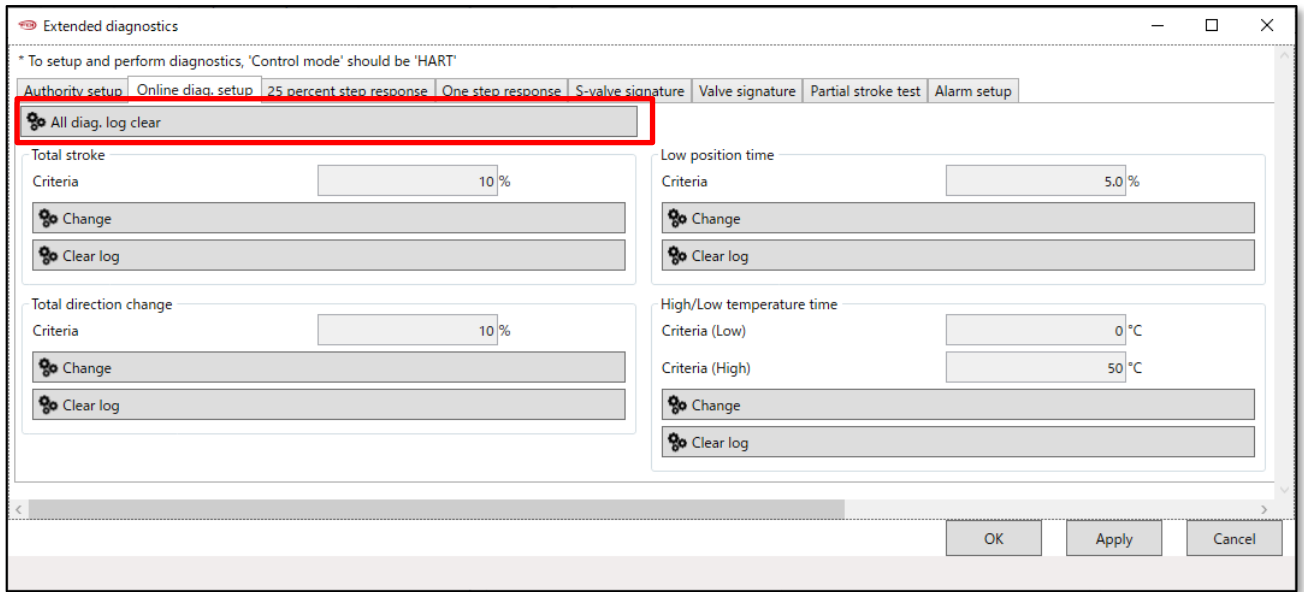 Extended diagnostics
* To setup and perform diagnostics, 'Control mode' should be 'HART'
Authority setup Online diag. setup 25 percent step response One step response S-valve signature Valve signature Partial stroke test Alarm setup
All diag. log clear
Total stroke
Criteria 10 %
Change
Clear log
Low position time
Criteria 5.0 %
Change
Clear log
Total direction change
Criteria 10 %
Change
Clear log
High/Low temperature time
Criteria (Low) 0 °C
Criteria (High) 50 °C
Change
Clear log
OK Apply Cancel